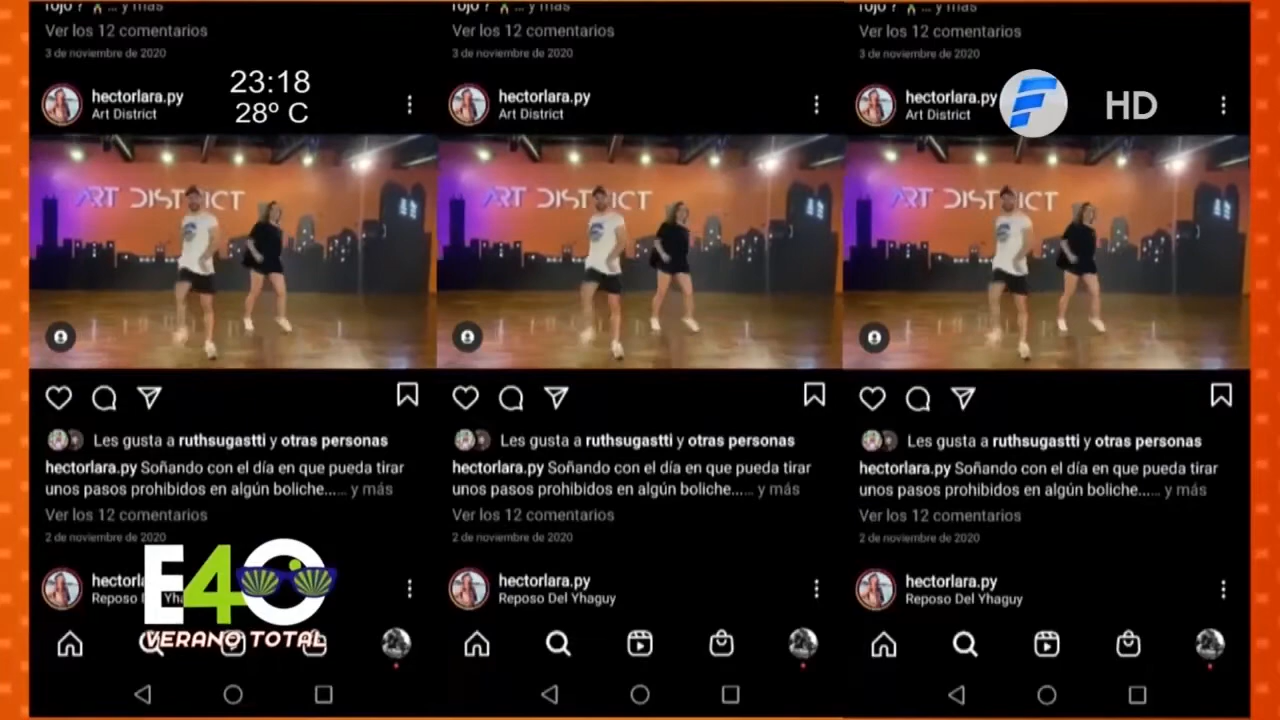 ... y más
... y más
... y más
Ver los 12 comentarios
Ver los 12 comentarios
Ver los 12 comentarios
3 de noviembre de 2020
3 de noviembre de 2020
3 de noviembre de 2020
23:18
28º C
HD
hectorlara.py
Art District
hectorlara.py
Art District
hectorlara.py
Art District
ART DISTRICT
ART DISTRICT
ART DISTRICT
Les gusta a ruthsugastti y otras personas
hectorlara.py Soñando con el día en que pueda tirar
unos pasos prohibidos en algún boliche...... y más
Ver los 12 comentarios
2 de noviembre de 2020
Les gusta a ruthsugastti y otras personas
hectorlara.py Soñando con el día en que pueda tirar
unos pasos prohibidos en algún boliche...... y más
Ver los 12 comentarios
2 de noviembre de 2020
Les gusta a ruthsugastti y otras personas
hectorlara.py Soñando con el día en que pueda tirar
unos pasos prohibidos en algún boliche...... y más
Ver los 12 comentarios
2 de noviembre de 2020
E40
VERANO TOTAL
hectorlara.py
Reposo Del Yhaguy
hectorlara.py
Reposo Del Yhaguy